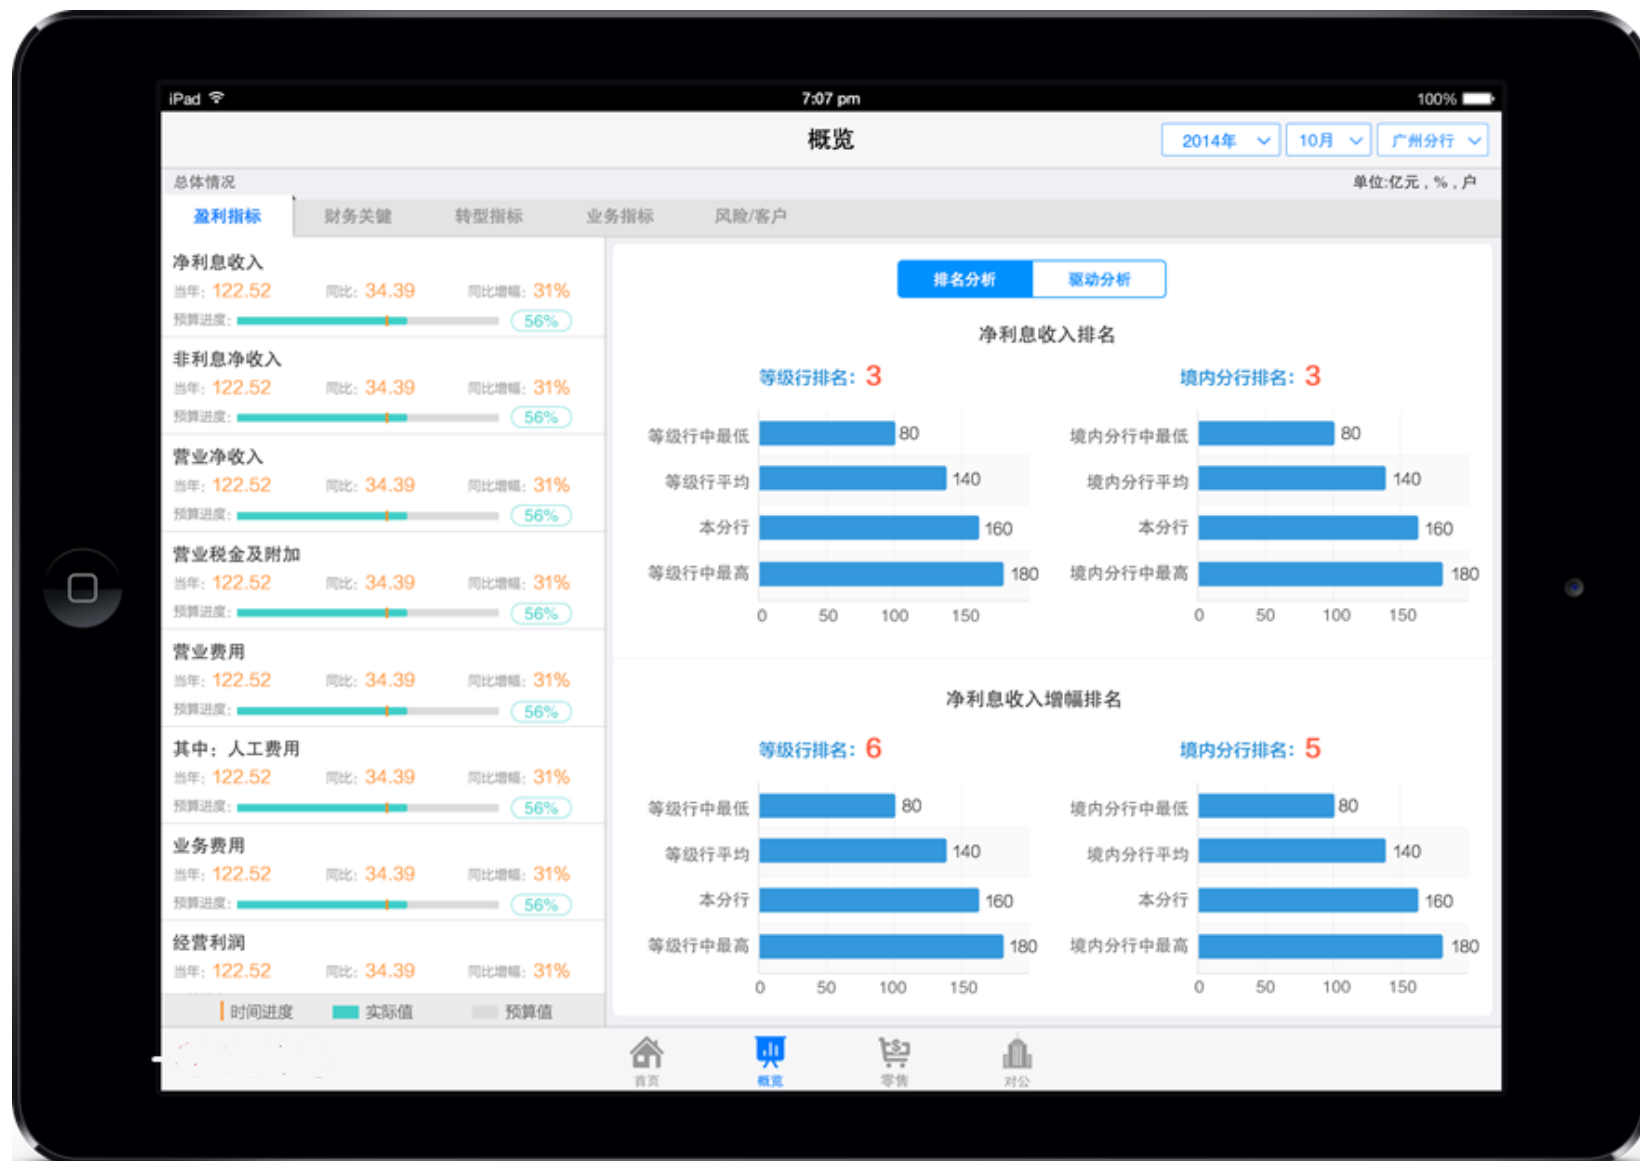 iPad 7:07 pm 100%
概览 2014年 10月 广州分行
总体情况 单位:亿元，%，户
盈利指标 财务关键 转型指标 业务指标 风险/客户
净利息收入
当年: 122.52 同比: 34.39 同比增幅: 31%
预算进度: 56%
非利息净收入
当年: 122.52 同比: 34.39 同比增幅: 31%
预算进度: 56%
营业净收入
当年: 122.52 同比: 34.39 同比增幅: 31%
预算进度: 56%
营业税金及附加
当年: 122.52 同比: 34.39 同比增幅: 31%
预算进度: 56%
营业费用
当年: 122.52 同比: 34.39 同比增幅: 31%
预算进度: 56%
其中：人工费用
当年: 122.52 同比: 34.39 同比增幅: 31%
预算进度: 56%
业务费用
当年: 122.52 同比: 34.39 同比增幅: 31%
预算进度: 56%
经营利润
当年: 122.52 同比: 34.39 同比增幅: 31%
时间进度 实际值 预算值
排名分析 驱动分析
净利息收入排名
等级行排名: 3
等级行中最低 80
等级行平均 140
本分行 160
等级行中最高 180
0 50 100 150
境内分行排名: 3
境内分行中最低 80
境内分行平均 140
本分行 160
境内分行中最高 180
0 50 100 150
净利息收入增幅排名
等级行排名: 6
等级行中最低 80
等级行平均 140
本分行 160
等级行中最高 180
0 50 100 150
境内分行排名: 5
境内分行中最低 80
境内分行平均 140
本分行 160
境内分行中最高 180
0 50 100 150
首页 概览 零售 对公